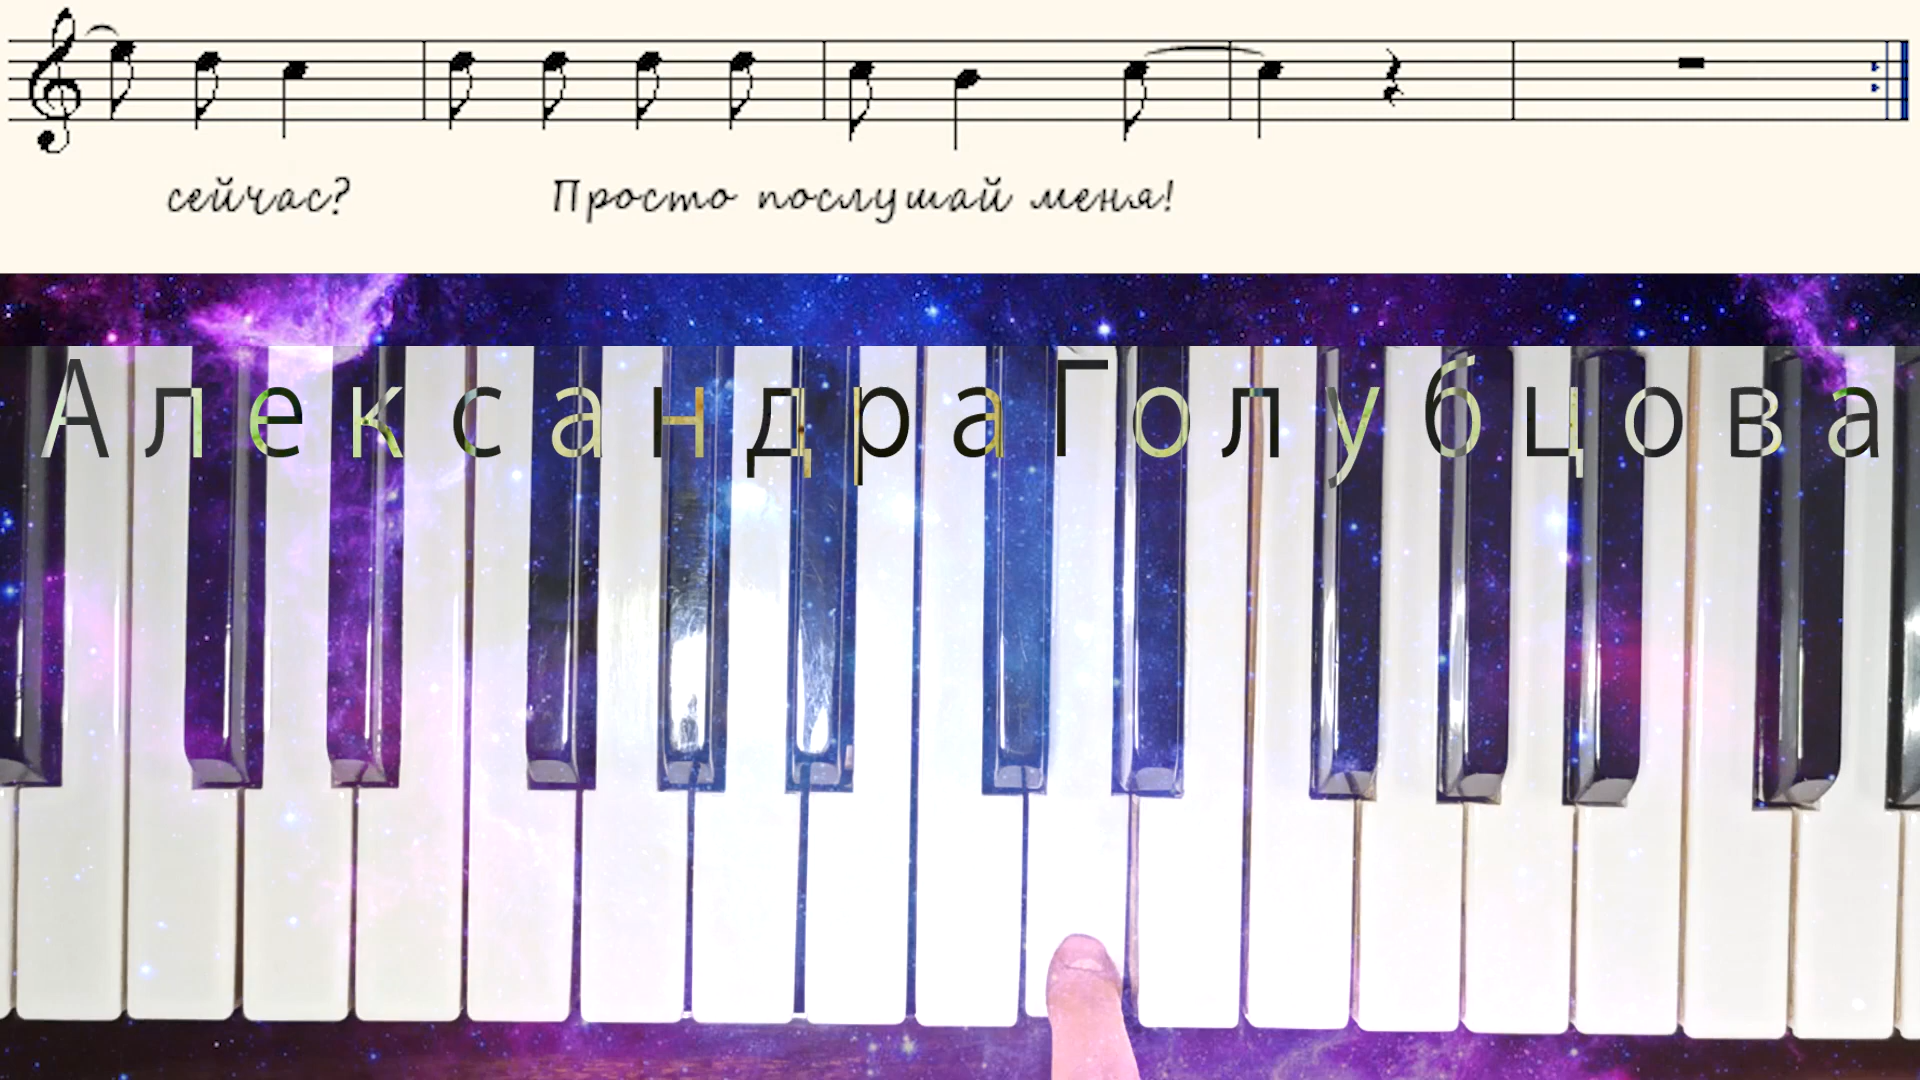 сейчас? Просто послушай меня!
Александра Голубцова